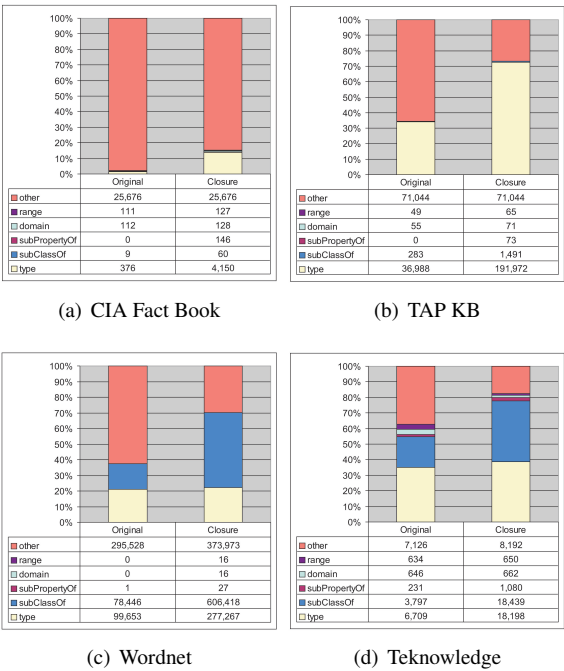 100%
90%
80%
70%
60%
50%
40%
30%
20%
10%
0%
Original Closure
other 25,676 25,676
range 111 127
domain 112 128
subPropertyOf 0 146
subClassOf 9 60
type 376 4,150
(a) CIA Fact Book
100%
90%
80%
70%
60%
50%
40%
30%
20%
10%
0%
Original Closure
other 71,044 71,044
range 49 65
domain 55 71
subPropertyOf 0 73
subClassOf 283 1,491
type 36,988 191,972
(b) TAP KB
100%
90%
80%
70%
60%
50%
40%
30%
20%
10%
0%
Original Closure
other 295,528 373,973
range 0 16
domain 0 16
subPropertyOf 1 27
subClassOf 78,446 606,418
type 99,653 277,267
(c) Wordnet
100%
90%
80%
70%
60%
50%
40%
30%
20%
10%
0%
Original Closure
other 7,126 8,192
range 634 650
domain 646 662
subPropertyOf 231 1,080
subClassOf 3,797 18,439
type 6,709 18,198
(d) Teknowledge